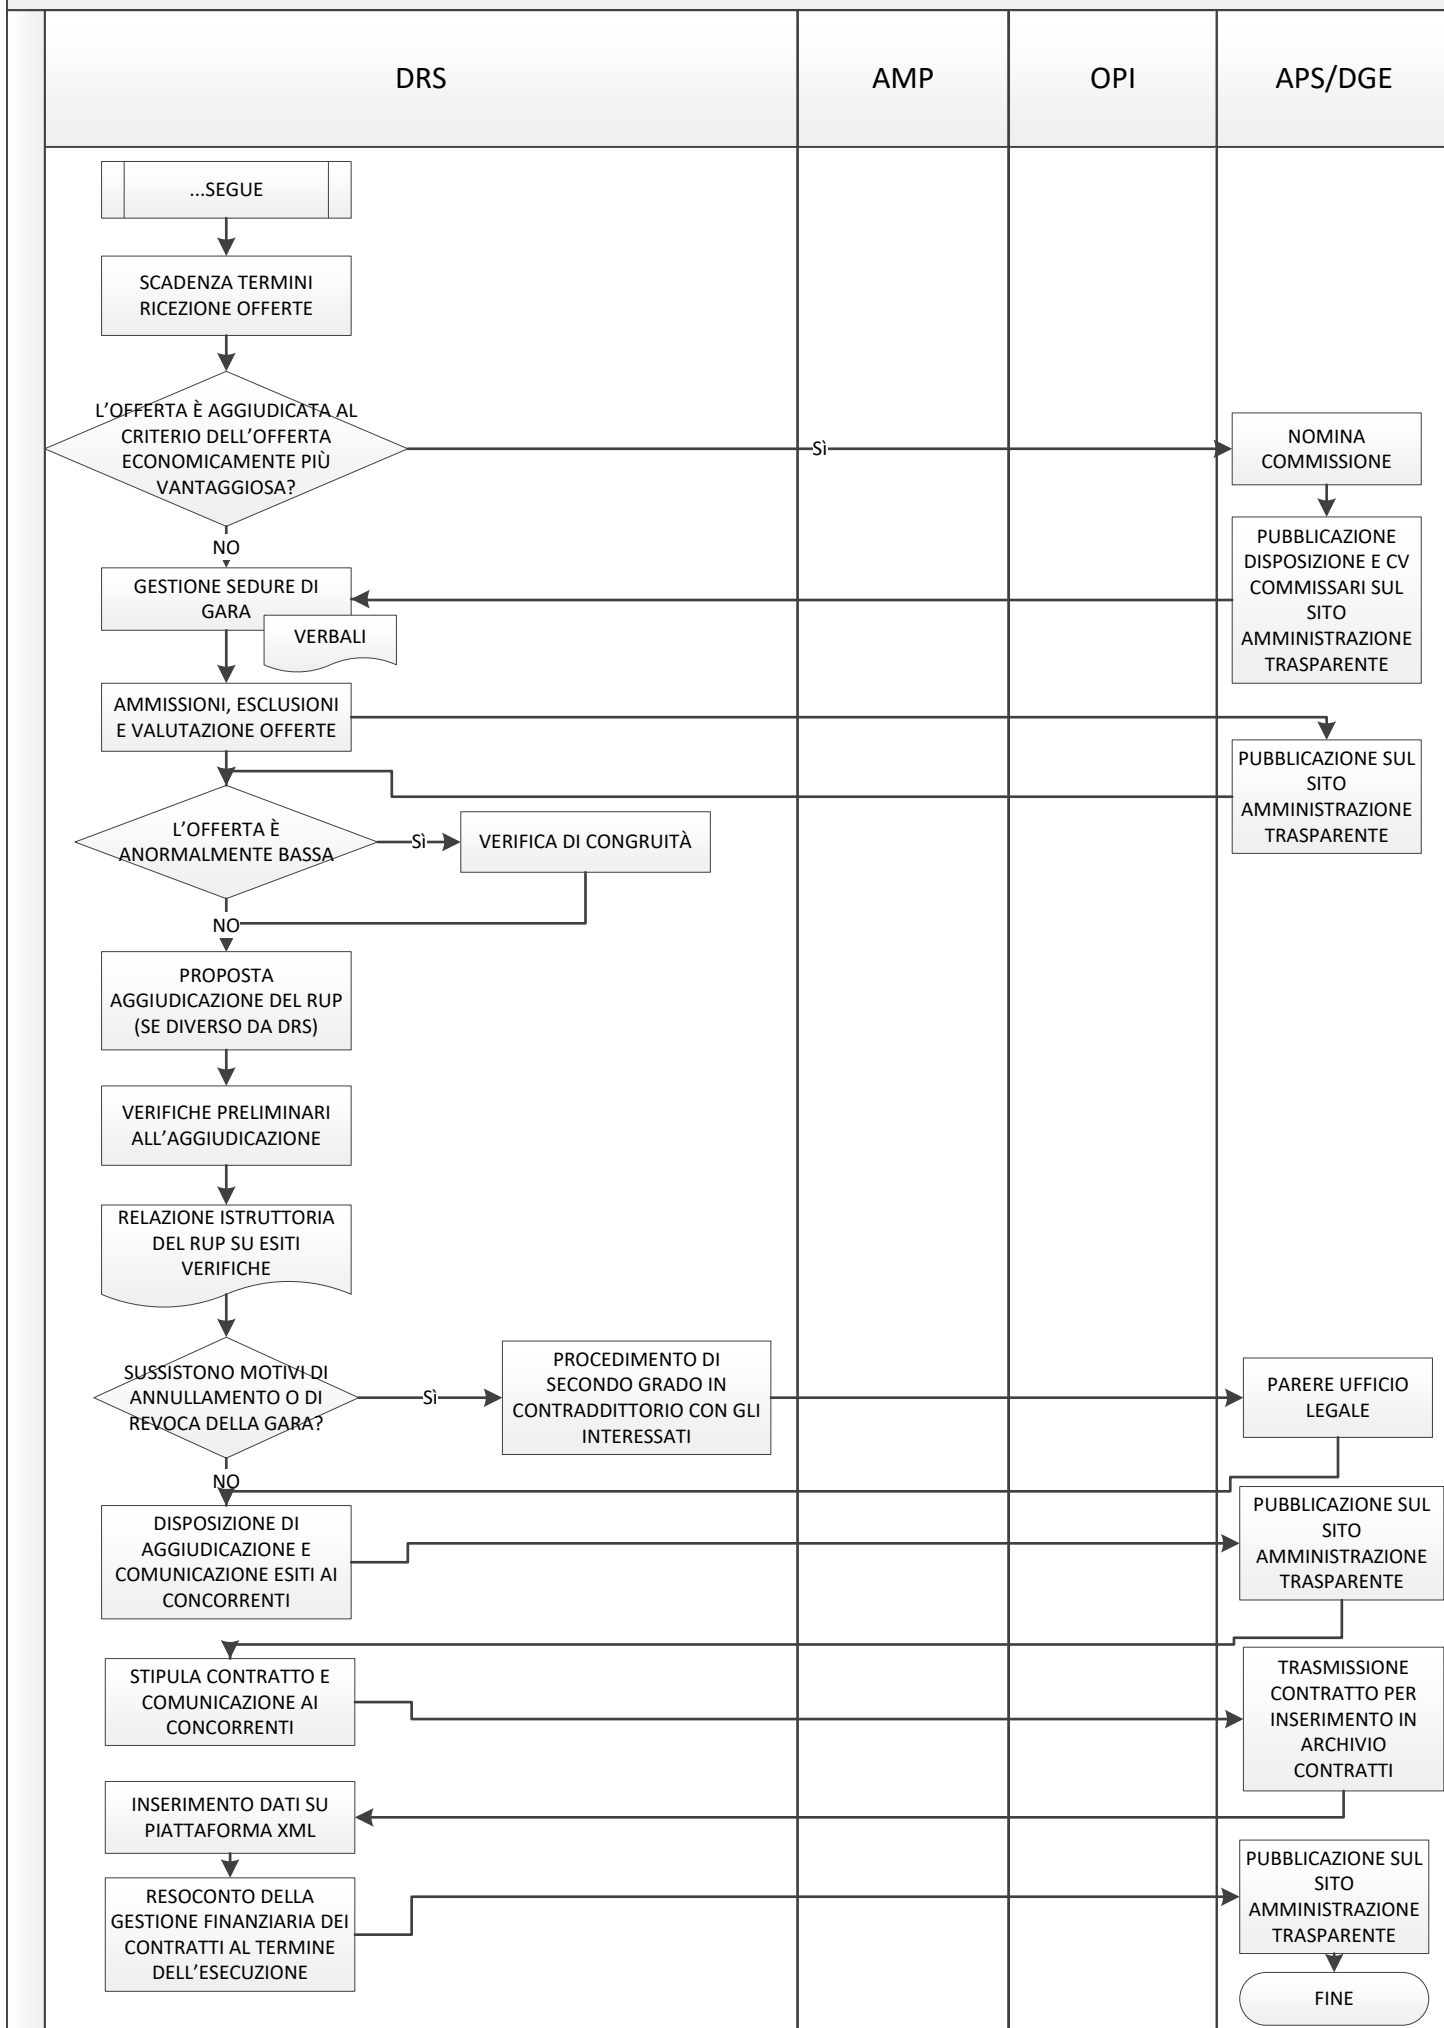 DRS
AMP
OPI
APS/DGE
...SEGUE
SCADENZA TERMINI
RICEZIONE OFFERTE
L’OFFERTA È AGGIUDICATA AL
CRITERIO DELL’OFFERTA
ECONOMICAMENTE PIÙ
VANTAGGIOSA?
Sì
NOMINA
COMMISSIONE
NO
PUBBLICAZIONE
DISPOSIZIONE E CV
COMMISSARI SUL
SITO
AMMINISTRAZIONE
TRASPARENTE
GESTIONE SEDURE DI
GARA
VERBALI
AMMISSIONI, ESCLUSIONI
E VALUTAZIONE OFFERTE
PUBBLICAZIONE SUL
SITO
AMMINISTRAZIONE
TRASPARENTE
L’OFFERTA È
ANORMALMENTE BASSA
Sì
VERIFICA DI CONGRUITÀ
NO
PROPOSTA
AGGIUDICAZIONE DEL RUP
(SE DIVERSO DA DRS)
VERIFICHE PRELIMINARI
ALL’AGGIUDICAZIONE
RELAZIONE ISTRUTTORIA
DEL RUP SU ESITI
VERIFICHE
SUSSISTONO MOTIVI DI
ANNULLAMENTO O DI
REVOCA DELLA GARA?
Sì
PROCEDIMENTO DI
SECONDO GRADO IN
CONTRADDITTORIO CON GLI
INTERESSATI
PARERE UFFICIO
LEGALE
NO
DISPOSIZIONE DI
AGGIUDICAZIONE E
COMUNICAZIONE ESITI AI
CONCORRENTI
PUBBLICAZIONE SUL
SITO
AMMINISTRAZIONE
TRASPARENTE
STIPULA CONTRATTO E
COMUNICAZIONE AI
CONCORRENTI
TRASMISSIONE
CONTRATTO PER
INSERIMENTO IN
ARCHIVIO
CONTRATTI
INSERIMENTO DATI SU
PIATTAFORMA XML
RESOCONTO DELLA
GESTIONE FINANZIARIA DEI
CONTRATTI AL TERMINE
DELL’ESECUZIONE
PUBBLICAZIONE SUL
SITO
AMMINISTRAZIONE
TRASPARENTE
FINE